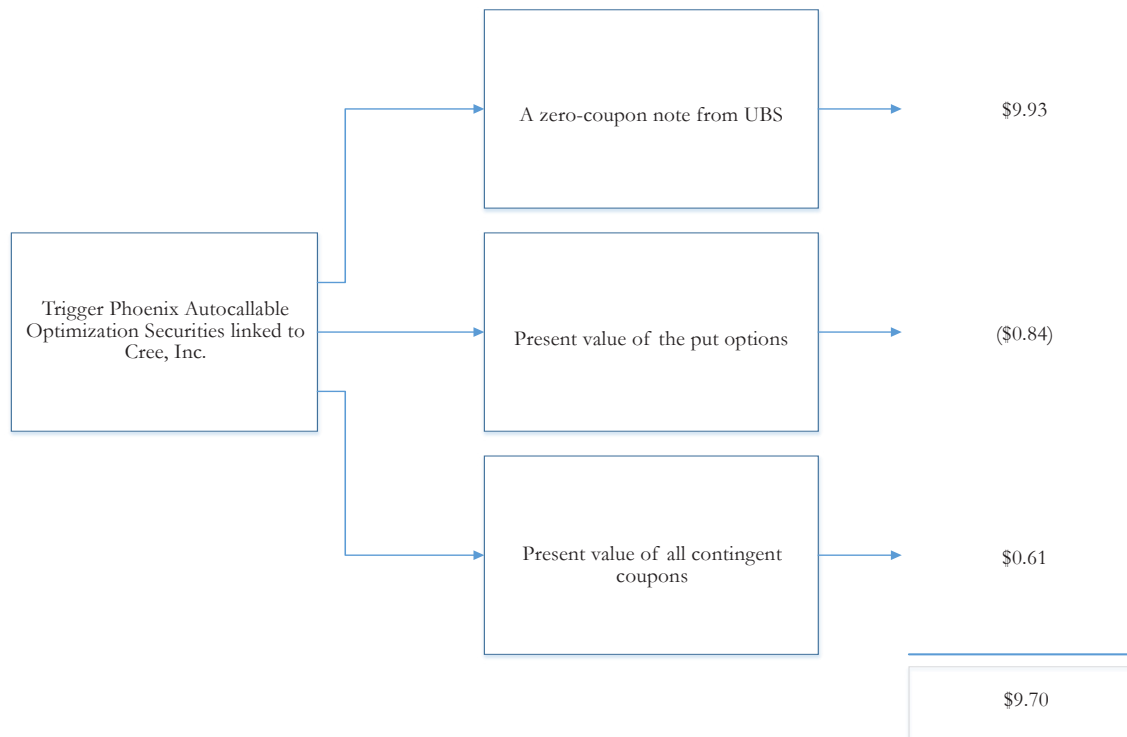 A zero-coupon note from UBS
$9.93
Trigger Phoenix Autocallable
Optimization Securities linked to
Cree, Inc.
Present value of the put options
($0.84)
Present value of all contingent
coupons
$0.61
$9.70